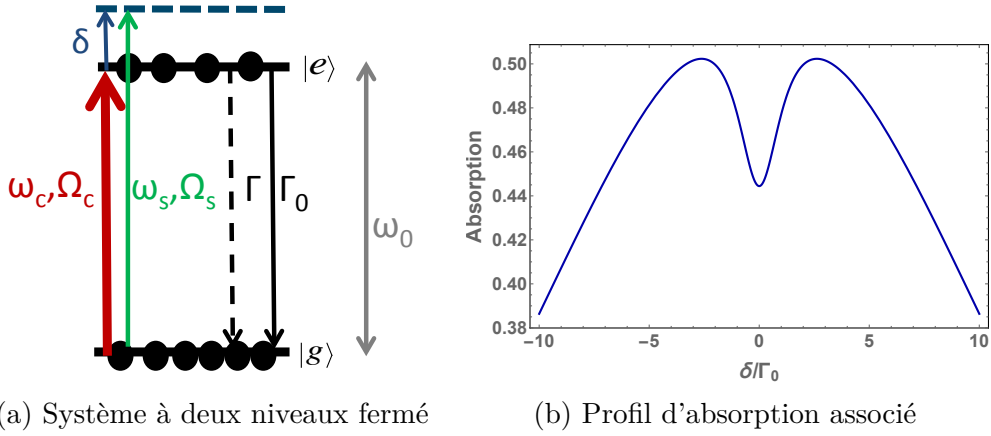 δ
|e⟩
ω_c,Ω_c
ω_s,Ω_s
Γ
Γ_0
ω_0
|g⟩
(a) Système à deux niveaux fermé
Absorption
0.50
0.48
0.46
0.44
0.42
0.40
0.38
-10
-5
0
5
10
δ/Γ_0
(b) Profil d'absorption associé